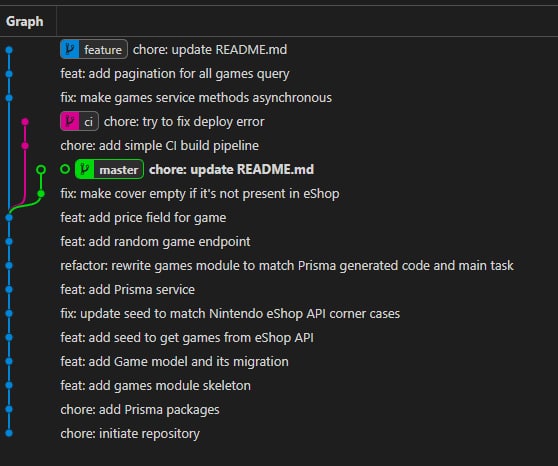 Graph
feature chore: update README.md
feat: add pagination for all games query
fix: make games service methods asynchronous
ci chore: try to fix deploy error
chore: add simple CI build pipeline
master chore: update README.md
fix: make cover empty if it's not present in eShop
feat: add price field for game
feat: add random game endpoint
refactor: rewrite games module to match Prisma generated code and main task
feat: add Prisma service
fix: update seed to match Nintendo eShop API corner cases
feat: add seed to get games from eShop API
feat: add Game model and its migration
feat: add games module skeleton
chore: add Prisma packages
chore: initiate repository